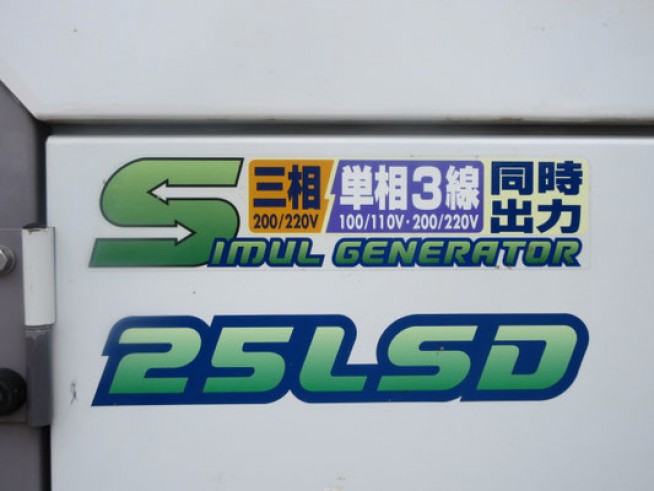 三相 単相3線 同時
200/220V 100/110V・200/220V 出力
SIMUL GENERATOR
25LSD